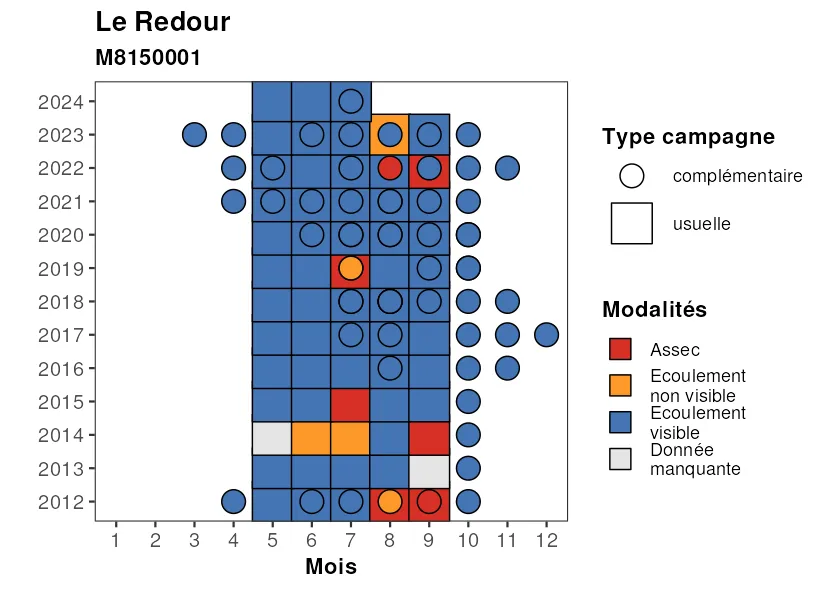 Le Redour
M8150001
2024
2023
2022
2021
2020
2019
2018
2017
2016
2015
2014
2013
2012
1 2 3 4 5 6 7 8 9 10 11 12
Mois
Type campagne
complémentaire
usuelle
Modalités
Assec
Ecoulement
non visible
Ecoulement
visible
Donnée
manquante